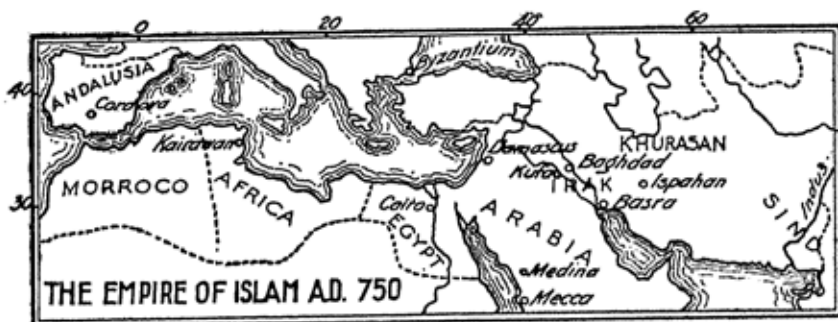 0 20 40 60
40
30
ANDALUSIA
Cordova
Byzantium
Kairawan
MORROCO
AFRICA
Cairo
EGYPT
Damascus
Kufa
Baghdad
IRAK
Basra
KHURASAN
Ispahan
SIND
Indus
ARABIA
Medina
Mecca
THE EMPIRE OF ISLAM A.D. 750